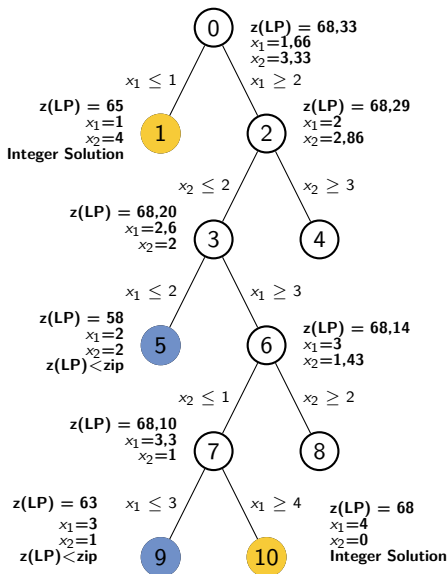 0
z(LP) = 68,33
x₁=1,66
x₂=3,33
x₁ ≤ 1
x₁ ≥ 2
z(LP) = 65
x₁=1
x₂=4
Integer Solution
1
2
z(LP) = 68,29
x₁=2
x₂=2,86
x₂ ≤ 2
x₂ ≥ 3
z(LP) = 68,20
x₁=2,6
x₂=2
3
4
x₁ ≤ 2
x₁ ≥ 3
z(LP) = 58
x₁=2
x₂=2
z(LP)<zip
5
6
z(LP) = 68,14
x₁=3
x₂=1,43
x₂ ≤ 1
x₂ ≥ 2
z(LP) = 68,10
x₁=3,3
x₂=1
7
8
x₁ ≤ 3
x₁ ≥ 4
z(LP) = 63
x₁=3
x₂=1
z(LP)<zip
9
10
z(LP) = 68
x₁=4
x₂=0
Integer Solution